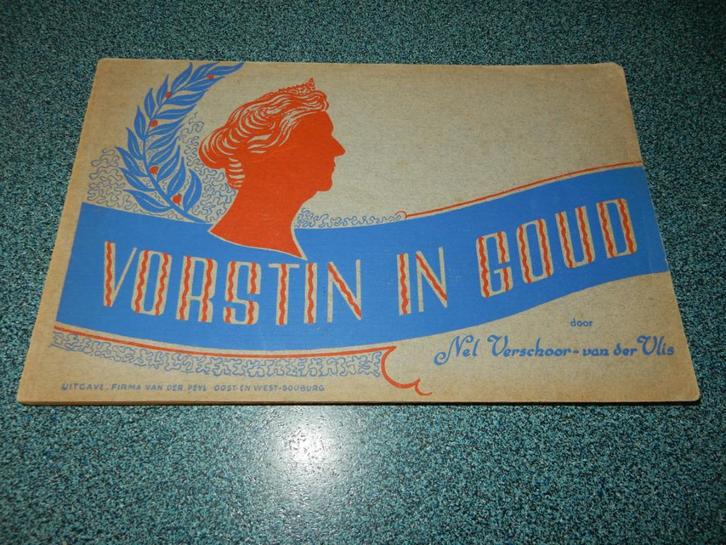 VORSTIN IN GOUD
door
Nel Verschoor-van der Vlis
UITGAVE. FIRMA VAN DER PEYL OOST-EN WEST-SOUBURG